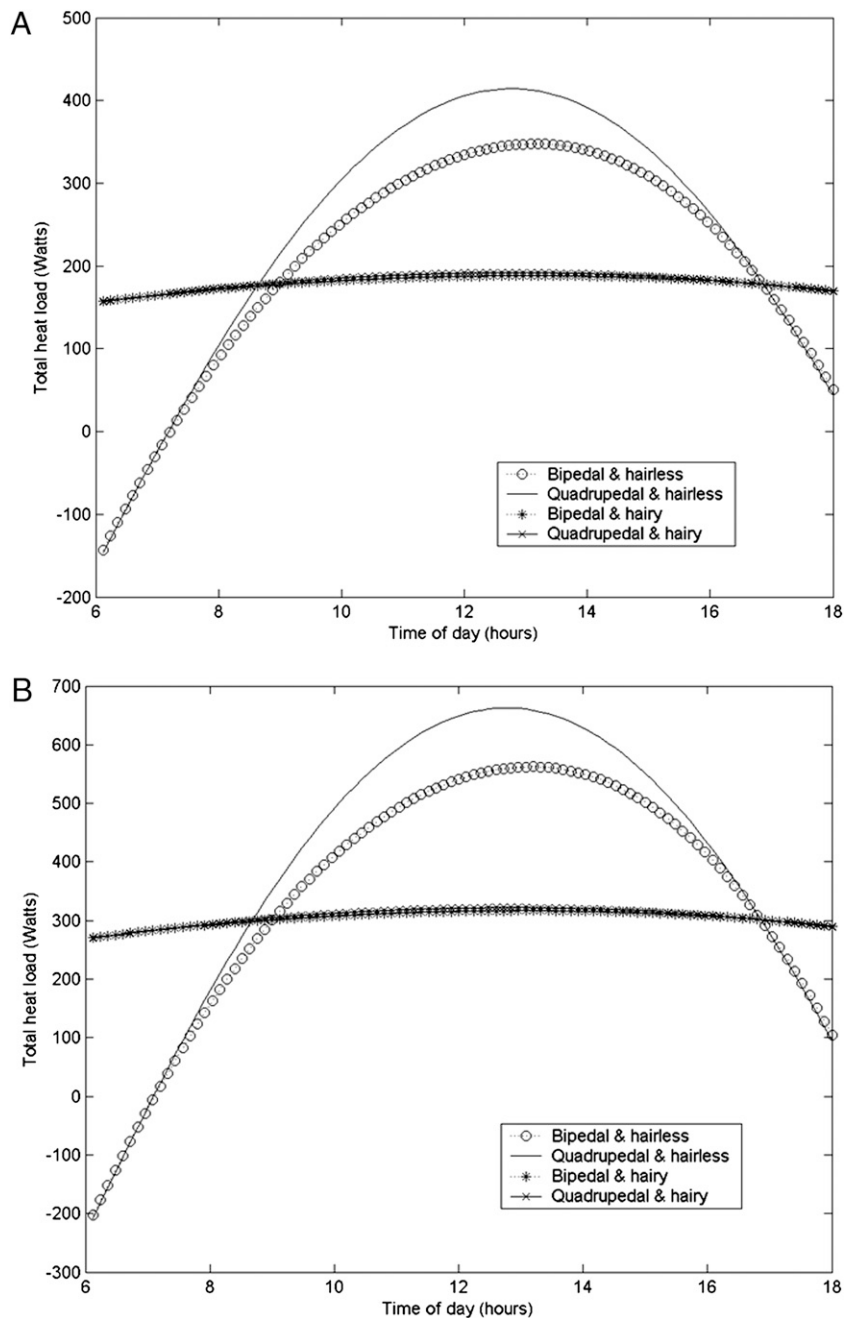 A
500
400
300
200
100
0
-100
-200
Total heat load (Watts)
Bipedal & hairless
Quadrupedal & hairless
Bipedal & hairy
Quadrupedal & hairy
6 8 10 12 14 16 18
Time of day (hours)
B
700
600
500
400
300
200
100
0
-100
-200
-300
Total heat load (Watts)
Bipedal & hairless
Quadrupedal & hairless
Bipedal & hairy
Quadrupedal & hairy
6 8 10 12 14 16 18
Time of day (hours)